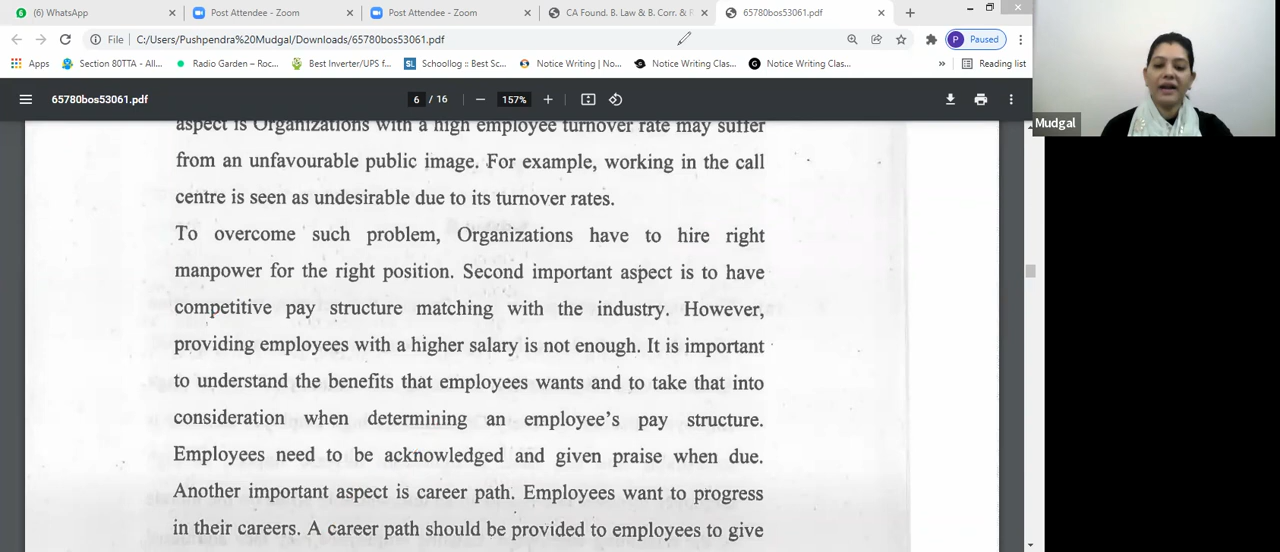 (6) WhatsApp
Post Attendee - Zoom
Post Attendee - Zoom
CA Found. B. Law & B. Corr. & R
65780bos53061.pdf
File
C:/Users/Pushpendra%20Mudgal/Downloads/65780bos53061.pdf
P
Paused
Apps
Section 80TTA - All...
Radio Garden – Roc...
Best Inverter/UPS f...
Schoollog :: Best Sc...
Notice Writing | No...
Notice Writing Clas...
Notice Writing Clas...
»
Reading list
65780bos53061.pdf
6 / 16
157%
Mudgal
aspect is Organizations with a high employee turnover rate may suffer
from an unfavourable public image. For example, working in the call
centre is seen as undesirable due to its turnover rates.
To overcome such problem, Organizations have to hire right
manpower for the right position. Second important aspect is to have
competitive pay structure matching with the industry. However,
providing employees with a higher salary is not enough. It is important
to understand the benefits that employees wants and to take that into
consideration when determining an employee's pay structure.
Employees need to be acknowledged and given praise when due.
Another important aspect is career path. Employees want to progress
in their careers. A career path should be provided to employees to give